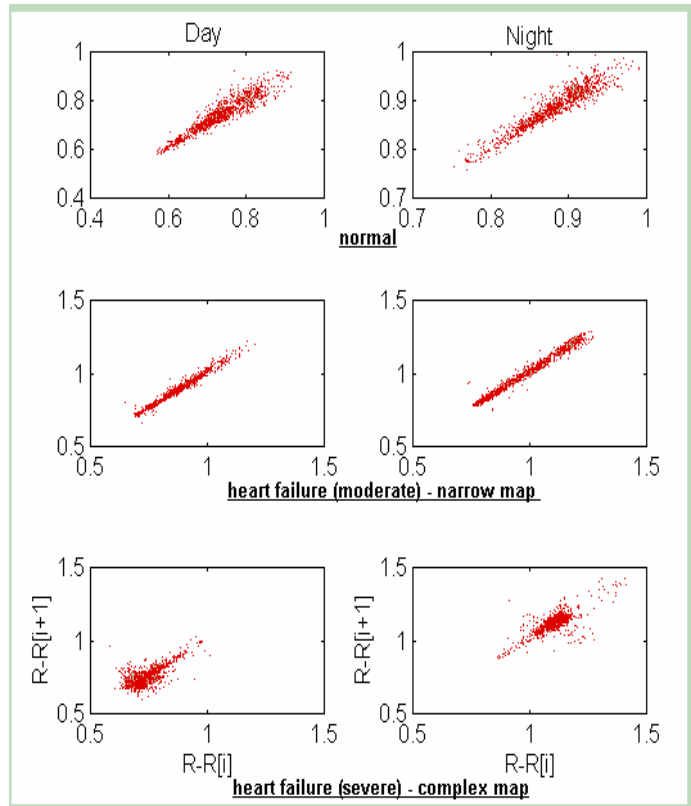 Day Night
1 1
0.8 0.9
0.6 0.8
0.4 0.7
0.4 0.6 0.8 1 0.7 0.8 0.9 1
normal
1.5 1.5
1 1
0.5 0.5
0.5 1 1.5 0.5 1 1.5
heart failure (moderate) - narrow map
1.5 1.5
R-R[i+1] 1 R-R[i+1] 1
0.5 0.5
0.5 1 1.5 0.5 1 1.5
R-R[i] R-R[i]
heart failure (severe) - complex map